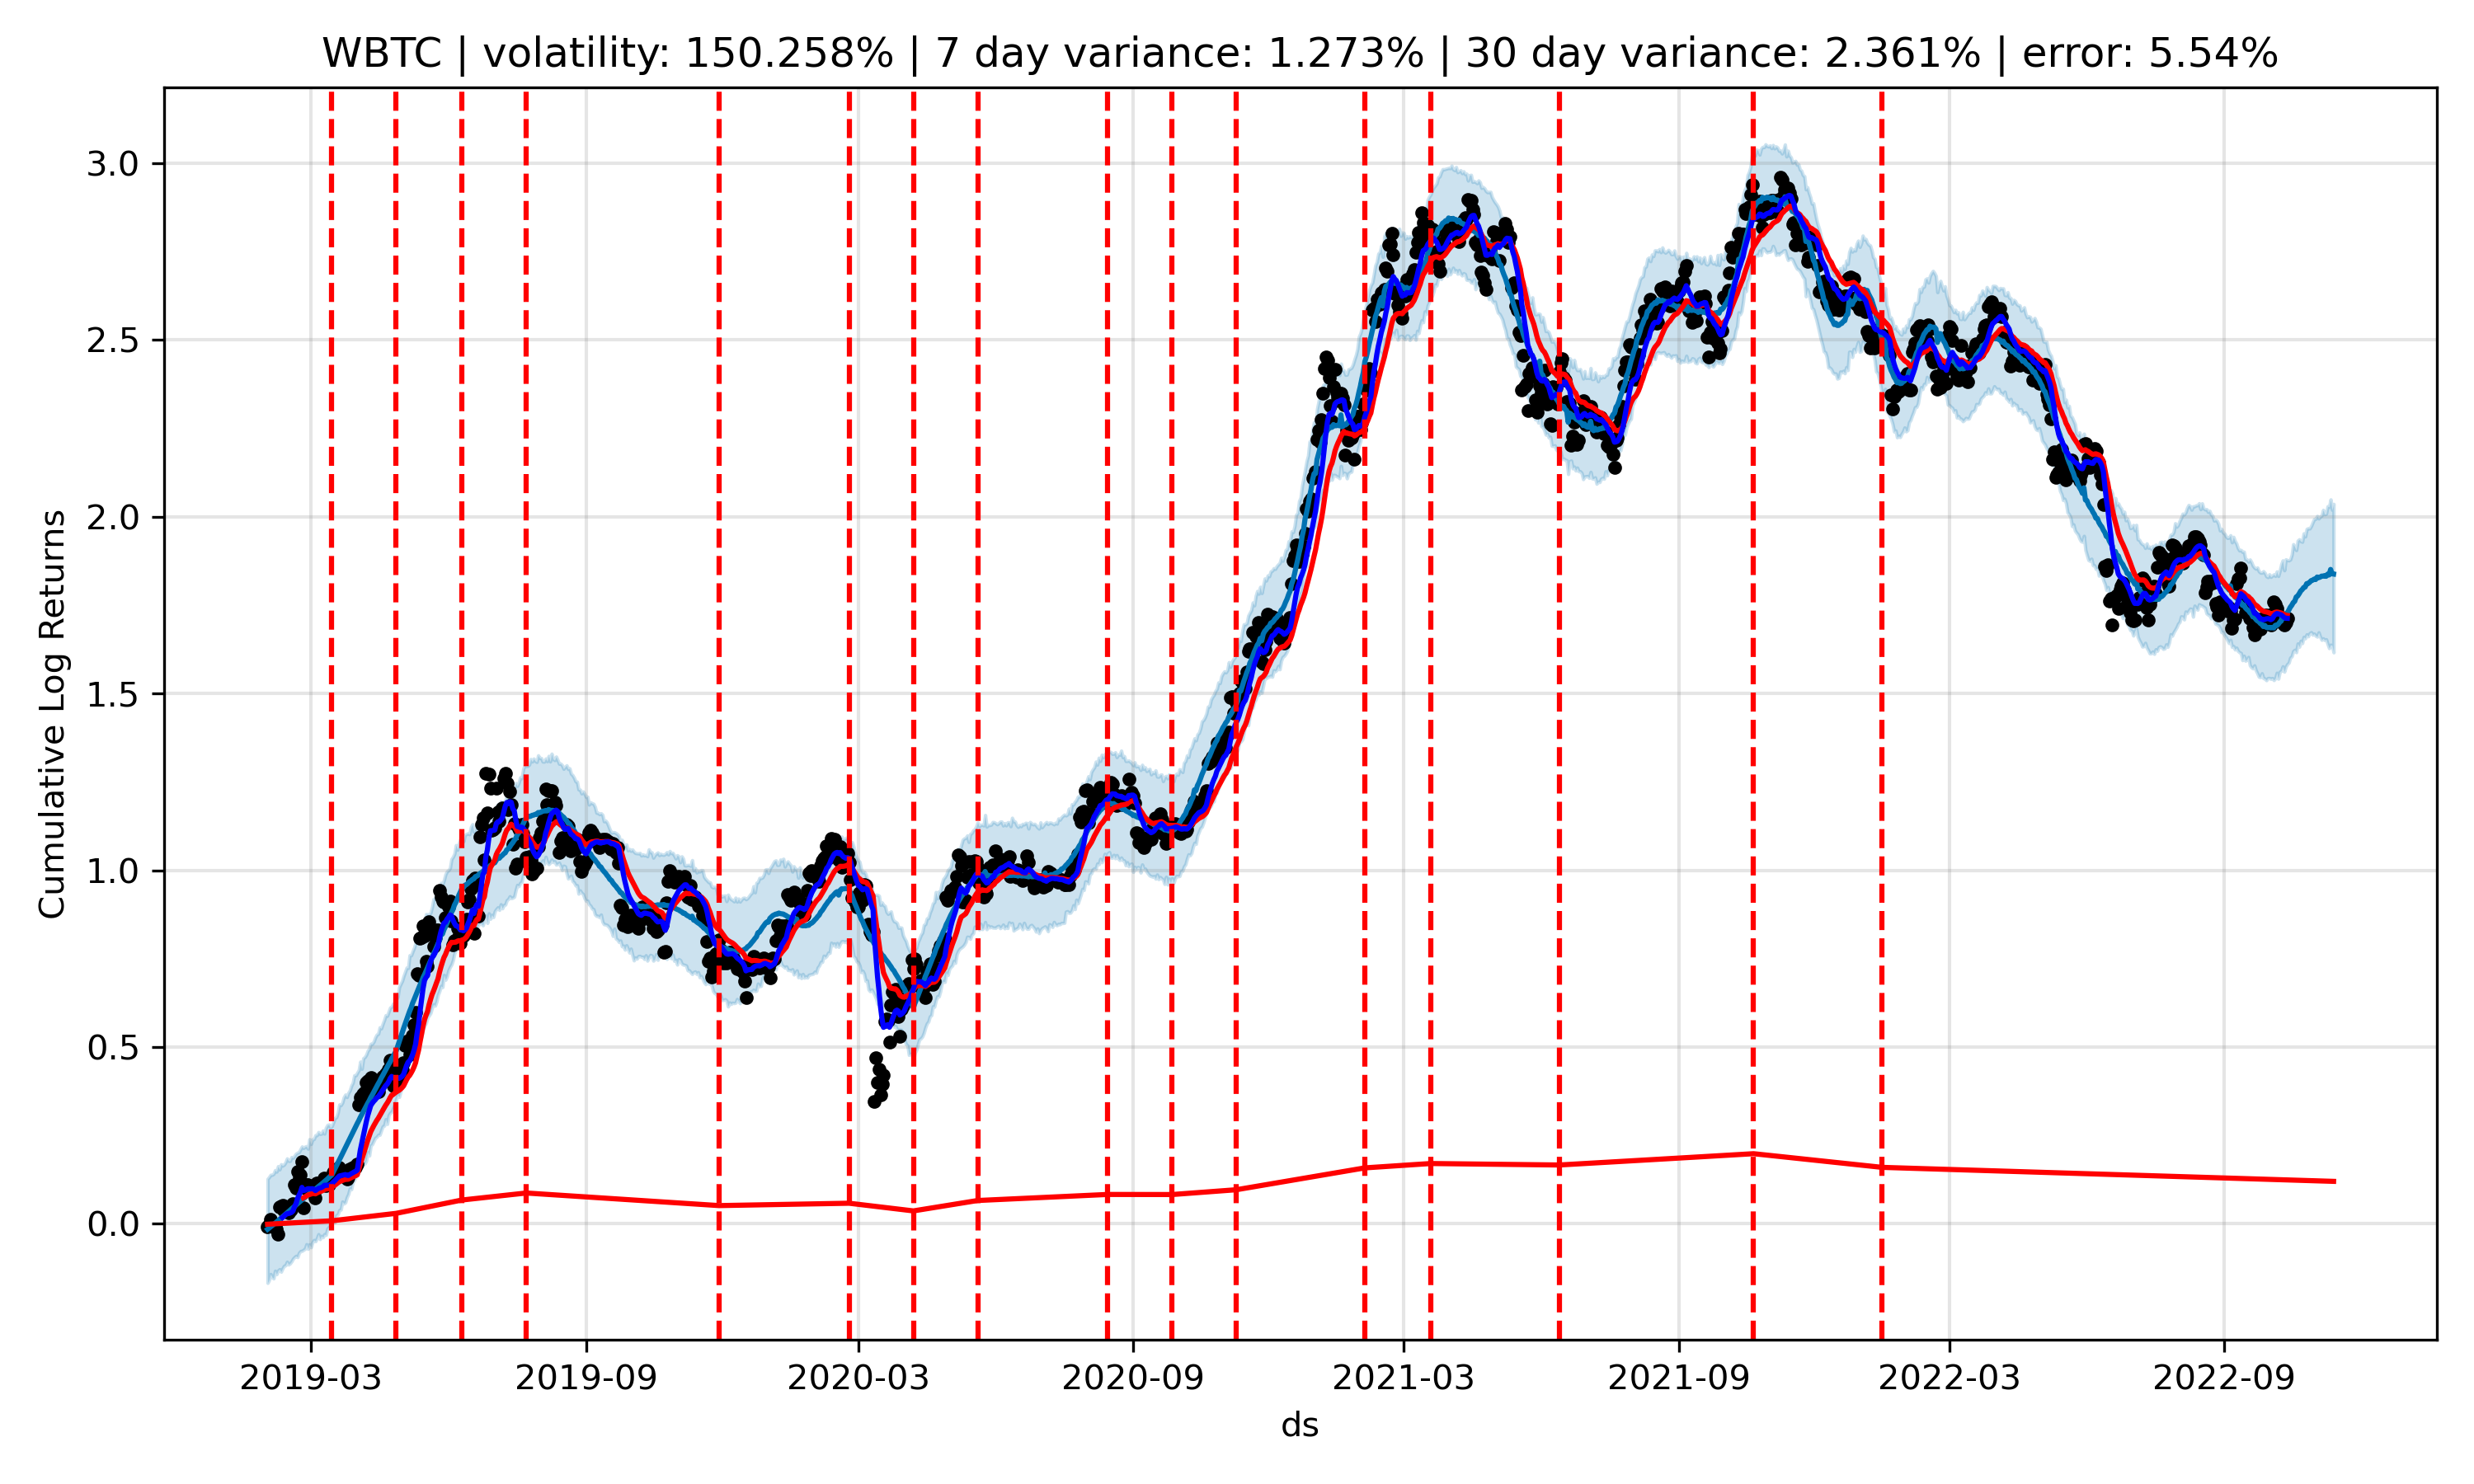 WBTC | volatility: 150.258% | 7 day variance: 1.273% | 30 day variance: 2.361% | error: 5.54%
Cumulative Log Returns
3.0
2.5
2.0
1.5
1.0
0.5
0.0
2019-03 2019-09 2020-03 2020-09 2021-03 2021-09 2022-03 2022-09
ds